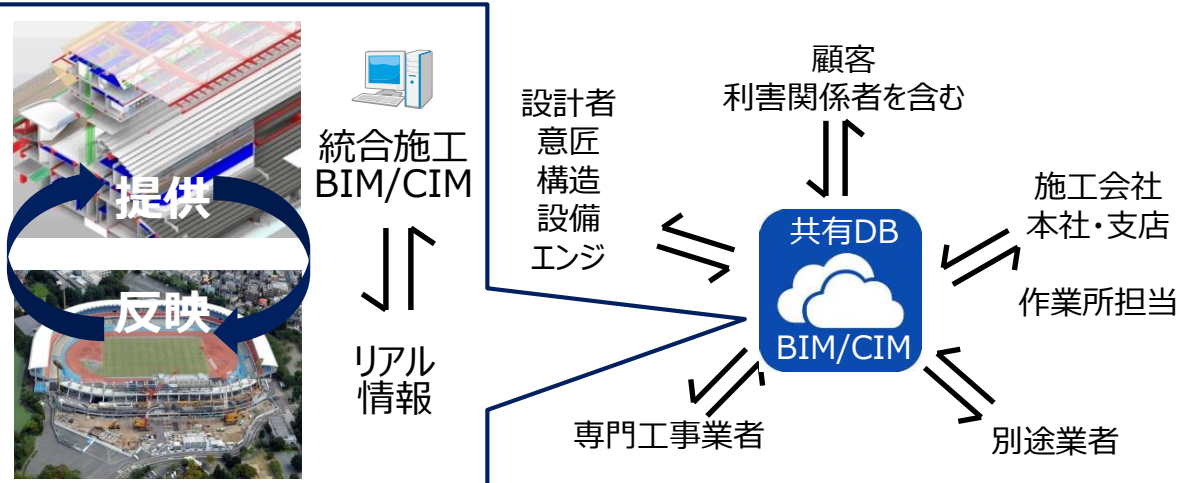 提供
反映
統合施工
BIM/CIM
リアル
情報
設計者
意匠
構造
設備
エンジ
顧客
利害関係者を含む
共有DB
BIM/CIM
施工会社
本社・支店
作業所担当
専門工事業者
別途業者